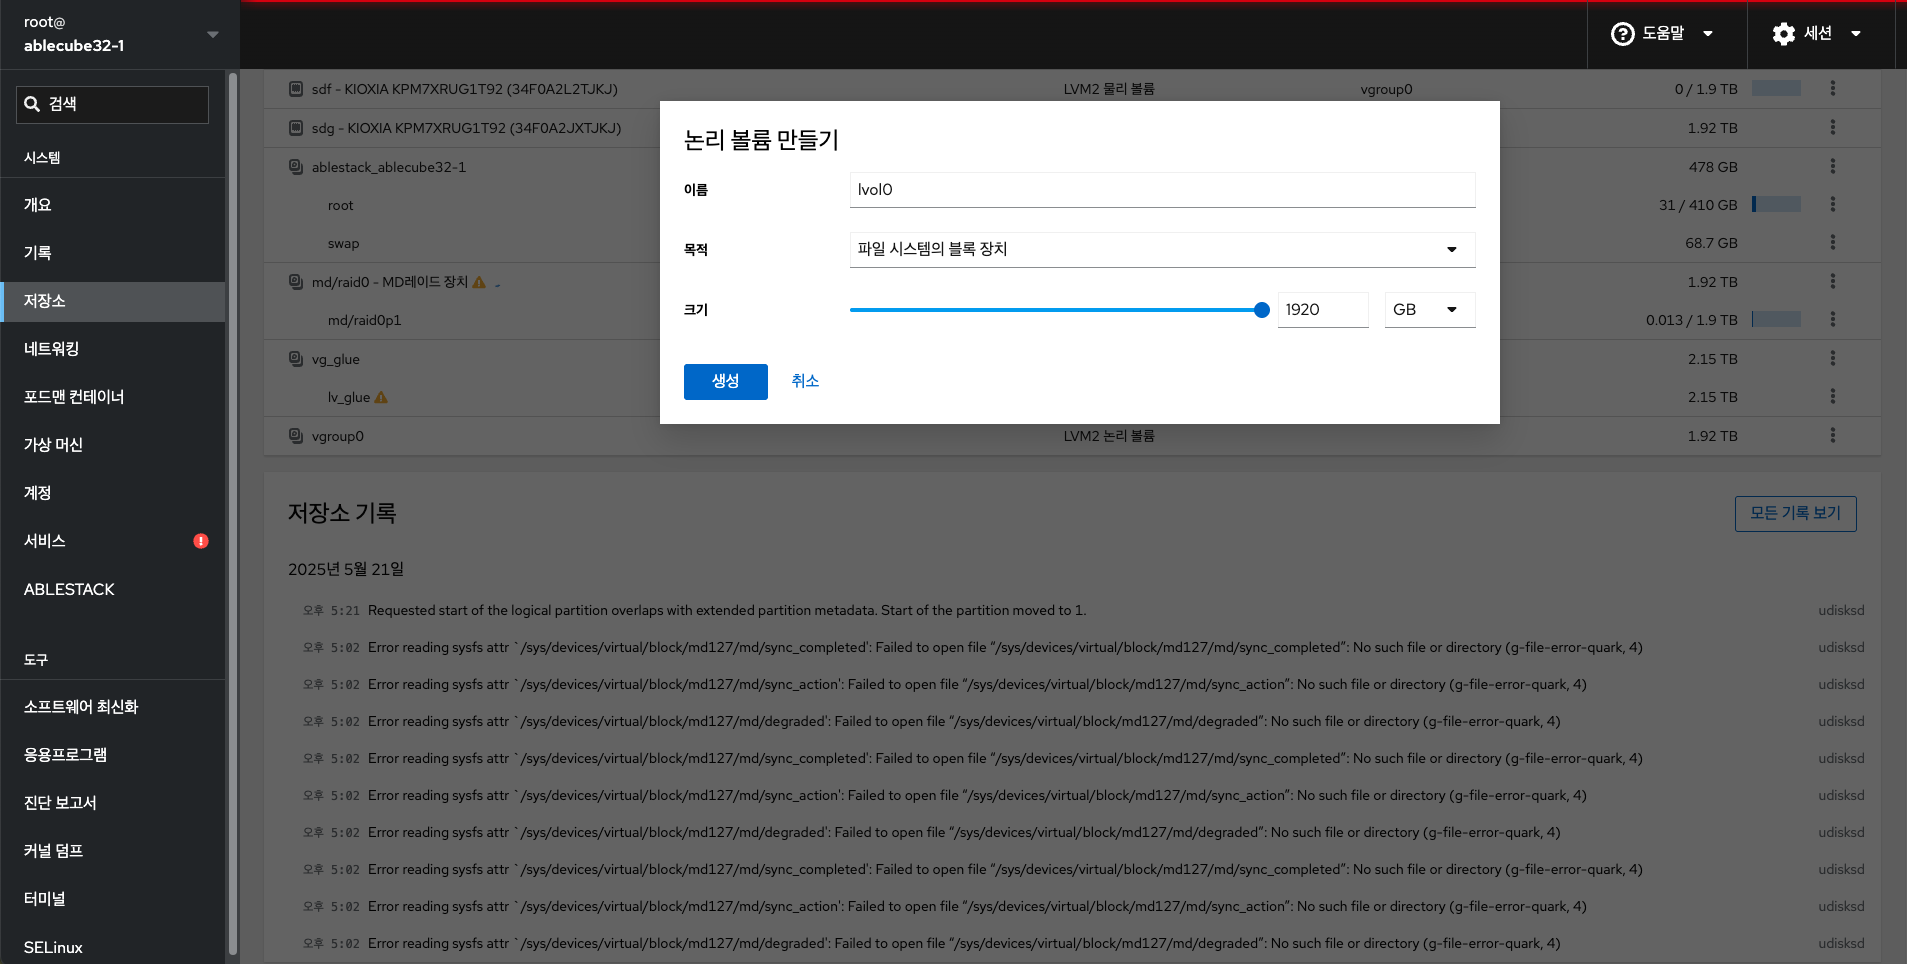 root@
ablecube32-1
도움말
세션
검색
시스템
개요
기록
저장소
네트워킹
포드맨 컨테이너
가상 머신
계정
서비스
ABLESTACK
도구
소프트웨어 최신화
응용프로그램
진단 보고서
커널 덤프
터미널
SELinux
sdf - KIOXIA KPM7XRUG1T92 (34F0A2L2TJKJ) LVM2 물리 볼륨 vgroup0 0 / 1.9 TB
sdg - KIOXIA KPM7XRUG1T92 (34F0A2JXTJKJ) 1.92 TB
ablestack_ablecube32-1 478 GB
root 31 / 410 GB
swap 68.7 GB
md/raid0 - MD레이드 장치 1.92 TB
md/raid0p1 0.013 / 1.9 TB
vg_glue 2.15 TB
lv_glue 2.15 TB
vgroup0 LVM2 논리 볼륨 1.92 TB
논리 볼륨 만들기
이름 lvol0
목적 파일 시스템의 블록 장치
크기 1920 GB
생성 취소
저장소 기록
모든 기록 보기
2025년 5월 21일
오후 5:21 Requested start of the logical partition overlaps with extended partition metadata. Start of the partition moved to 1. udisksd
오후 5:02 Error reading sysfs attr `/sys/devices/virtual/block/md127/md/sync_completed': Failed to open file “/sys/devices/virtual/block/md127/md/sync_completed”: No such file or directory (g-file-error-quark, 4) udisksd
오후 5:02 Error reading sysfs attr `/sys/devices/virtual/block/md127/md/sync_action': Failed to open file “/sys/devices/virtual/block/md127/md/sync_action”: No such file or directory (g-file-error-quark, 4) udisksd
오후 5:02 Error reading sysfs attr `/sys/devices/virtual/block/md127/md/degraded': Failed to open file “/sys/devices/virtual/block/md127/md/degraded”: No such file or directory (g-file-error-quark, 4) udisksd
오후 5:02 Error reading sysfs attr `/sys/devices/virtual/block/md127/md/sync_completed': Failed to open file “/sys/devices/virtual/block/md127/md/sync_completed”: No such file or directory (g-file-error-quark, 4) udisksd
오후 5:02 Error reading sysfs attr `/sys/devices/virtual/block/md127/md/sync_action': Failed to open file “/sys/devices/virtual/block/md127/md/sync_action”: No such file or directory (g-file-error-quark, 4) udisksd
오후 5:02 Error reading sysfs attr `/sys/devices/virtual/block/md127/md/degraded': Failed to open file “/sys/devices/virtual/block/md127/md/degraded”: No such file or directory (g-file-error-quark, 4) udisksd
오후 5:02 Error reading sysfs attr `/sys/devices/virtual/block/md127/md/sync_completed': Failed to open file “/sys/devices/virtual/block/md127/md/sync_completed”: No such file or directory (g-file-error-quark, 4) udisksd
오후 5:02 Error reading sysfs attr `/sys/devices/virtual/block/md127/md/sync_action': Failed to open file “/sys/devices/virtual/block/md127/md/sync_action”: No such file or directory (g-file-error-quark, 4) udisksd
오후 5:02 Error reading sysfs attr `/sys/devices/virtual/block/md127/md/degraded': Failed to open file “/sys/devices/virtual/block/md127/md/degraded”: No such file or directory (g-file-error-quark, 4) udisksd